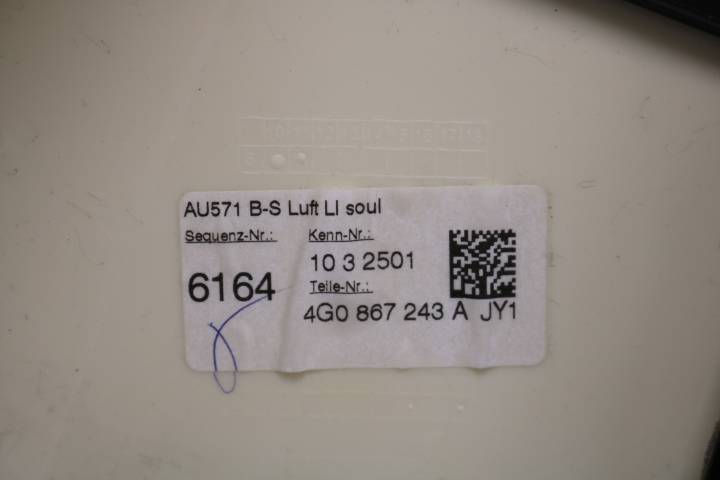 AU571 B-S Luft LI soul
Sequenz-Nr.: Kenn-Nr.:
10 3 2501
6164
Teile-Nr.:
4G0 867 243 A JY1